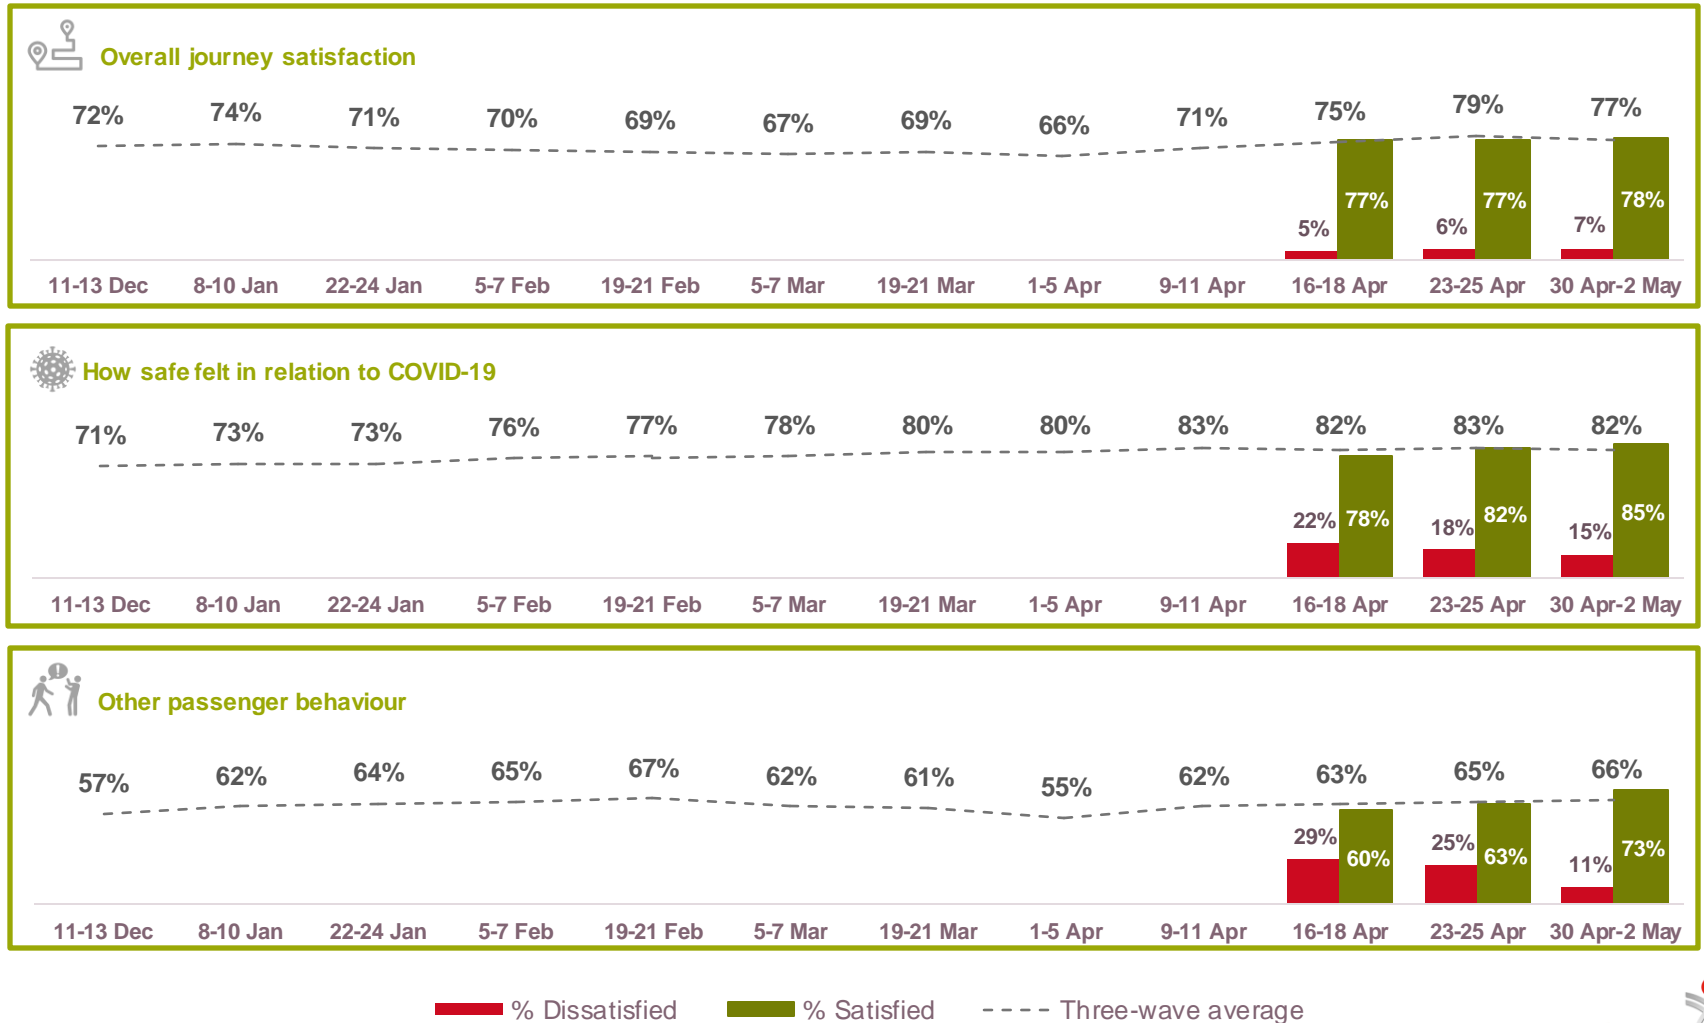 Overall journey satisfaction
72% 74% 71% 70% 69% 67% 69% 66% 71% 75% 79% 77%
5% 77% 6% 77% 7% 78%
11-13 Dec 8-10 Jan 22-24 Jan 5-7 Feb 19-21 Feb 5-7 Mar 19-21 Mar 1-5 Apr 9-11 Apr 16-18 Apr 23-25 Apr 30 Apr-2 May
How safe felt in relation to COVID-19
71% 73% 73% 76% 77% 78% 80% 80% 83% 82% 83% 82%
22% 78% 18% 82% 15% 85%
11-13 Dec 8-10 Jan 22-24 Jan 5-7 Feb 19-21 Feb 5-7 Mar 19-21 Mar 1-5 Apr 9-11 Apr 16-18 Apr 23-25 Apr 30 Apr-2 May
!
Other passenger behaviour
57% 62% 64% 65% 67% 62% 61% 55% 62% 63% 65% 66%
29% 60% 25% 63% 11% 73%
11-13 Dec 8-10 Jan 22-24 Jan 5-7 Feb 19-21 Feb 5-7 Mar 19-21 Mar 1-5 Apr 9-11 Apr 16-18 Apr 23-25 Apr 30 Apr-2 May
% Dissatisfied % Satisfied Three-wave average